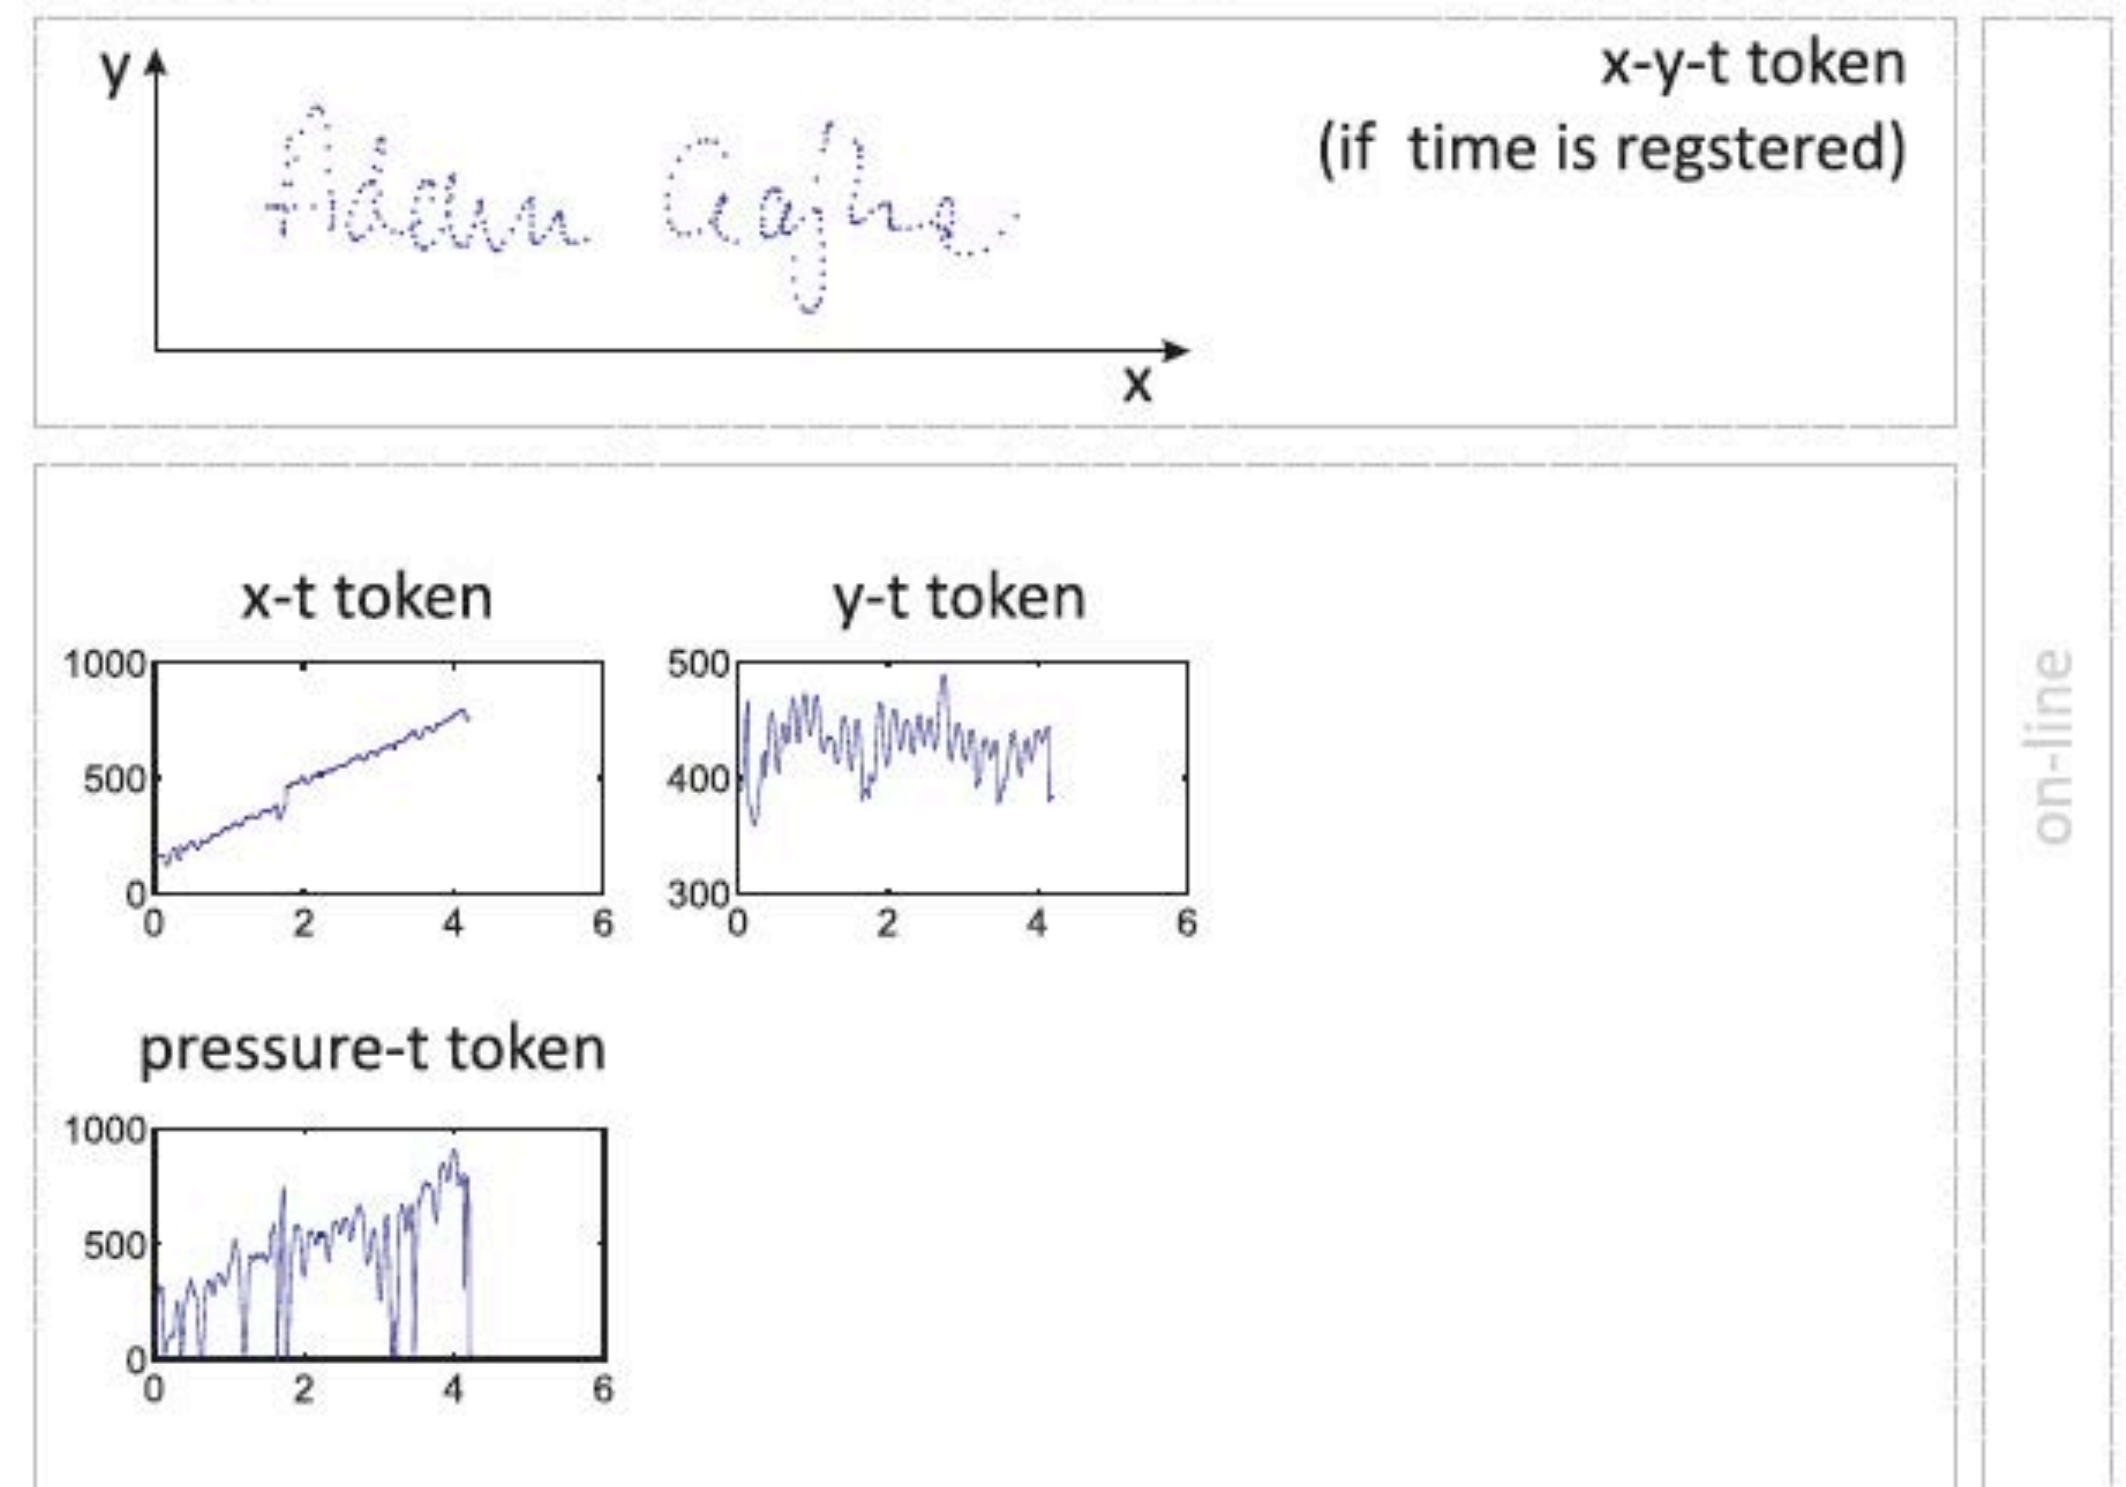 y
x-y-t token
(if time is regstered)
Adam
x
x-t token
y-t token
1000
500
0
0 2 4 6
500
400
300
0 2 4 6
pressure-t token
1000
500
0
0 2 4 6
on-line